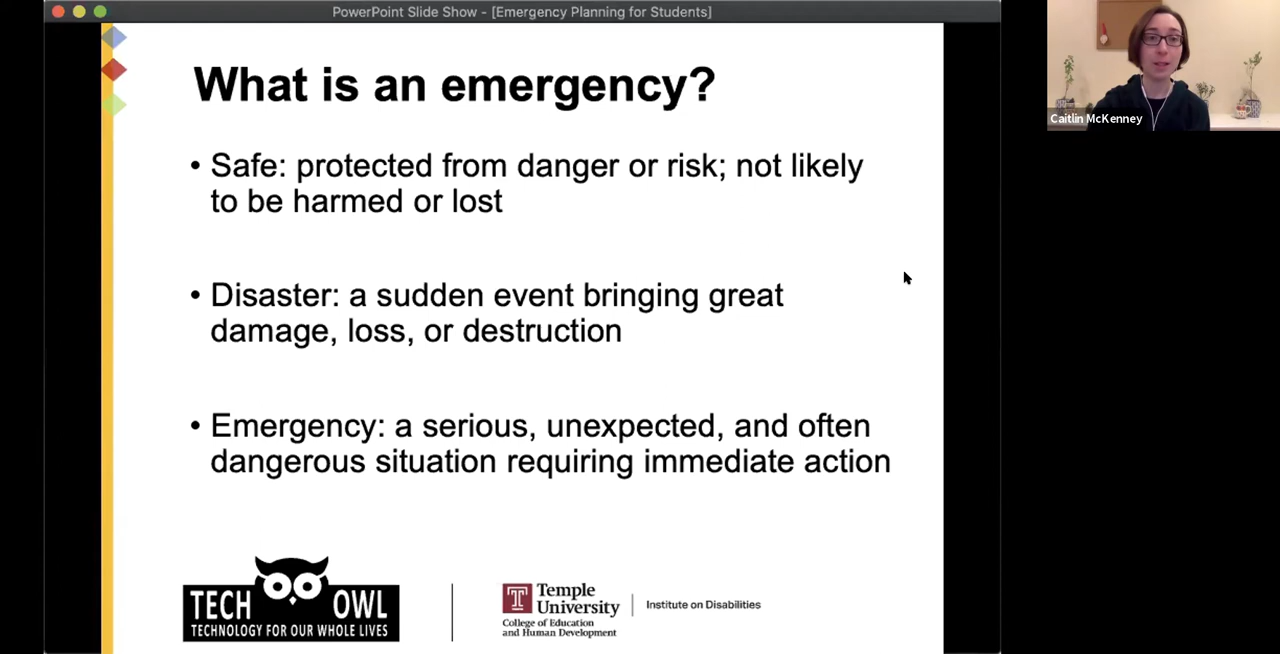 PowerPoint Slide Show - [Emergency Planning for Students]
What is an emergency?
• Safe: protected from danger or risk; not likely
to be harmed or lost
• Disaster: a sudden event bringing great
damage, loss, or destruction
• Emergency: a serious, unexpected, and often
dangerous situation requiring immediate action
TECH OWL
TECHNOLOGY FOR OUR WHOLE LIVES
T
Temple
University
College of Education
and Human Development
Institute on Disabilities
Caitlin McKenney